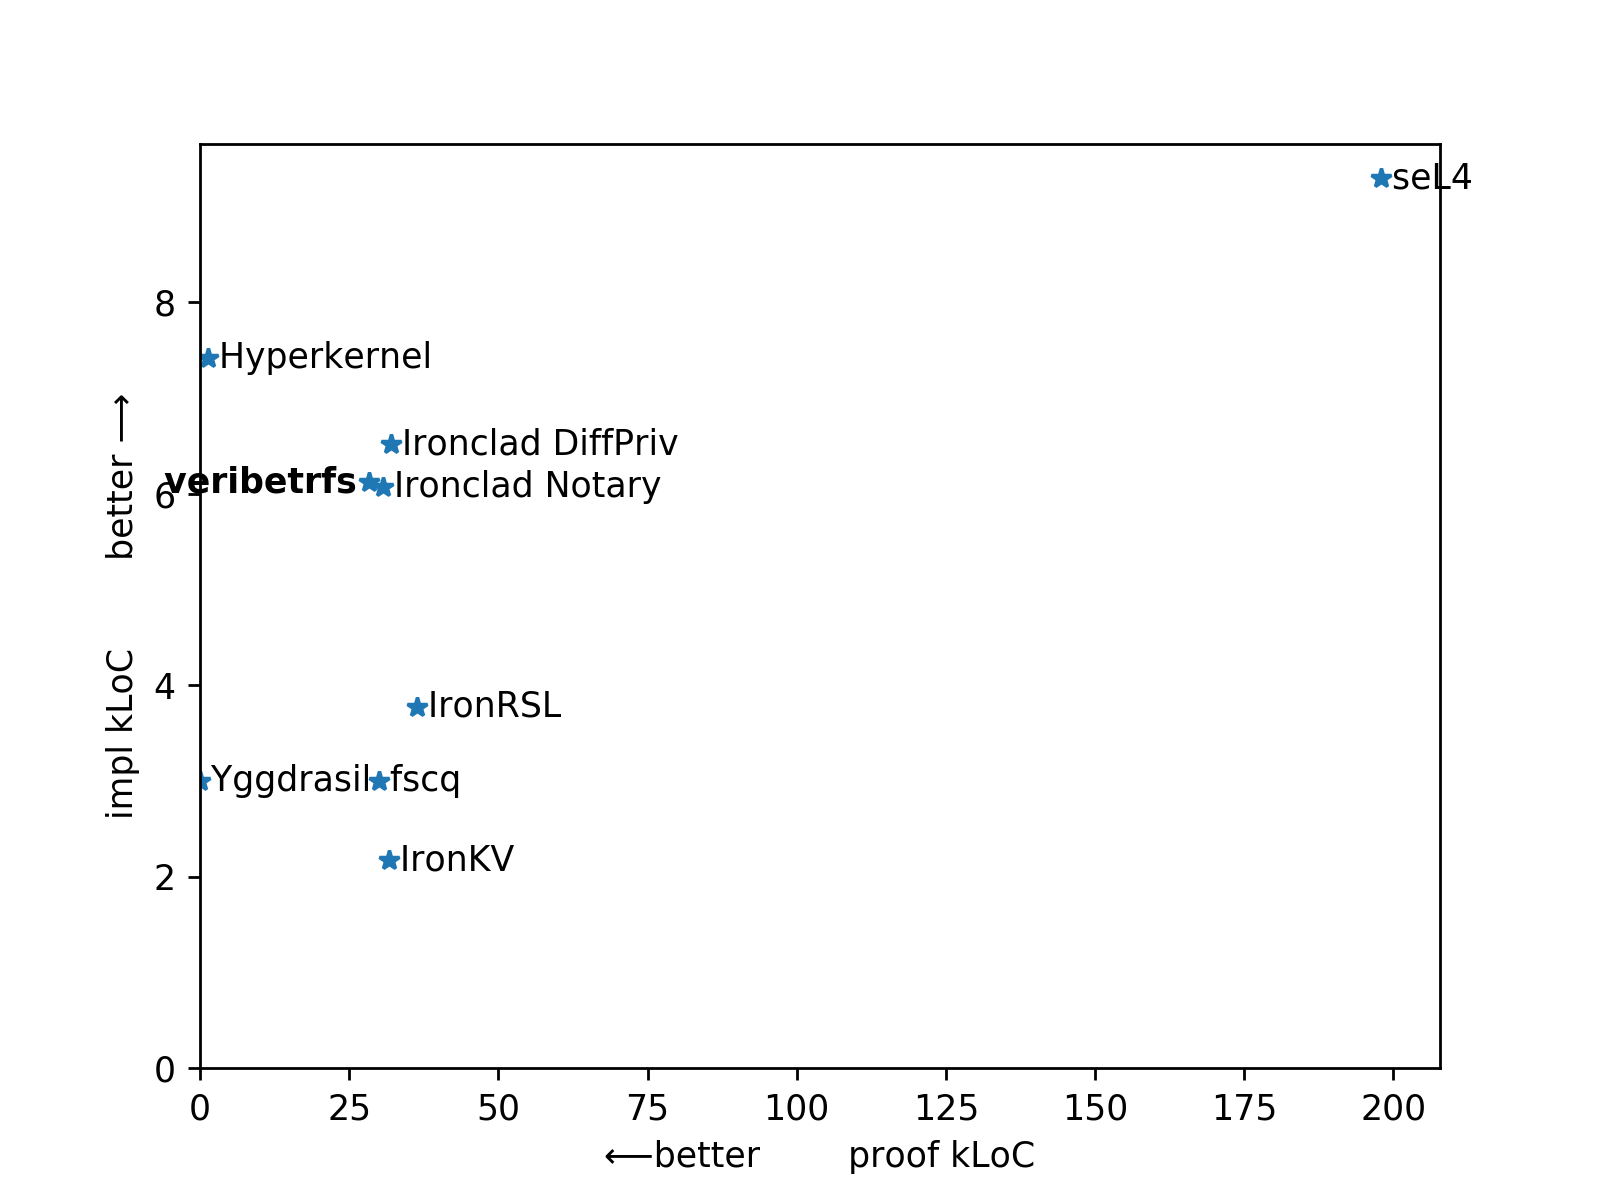 seL4
8
Hyperkernel
Ironclad DiffPriv
veribetrfs
Ironclad Notary
6
4
IronRSL
Yggdrasil
fscq
IronKV
2
0
impl kLoC better ⟶
0 25 50 75 100 125 150 175 200
⟵better proof kLoC